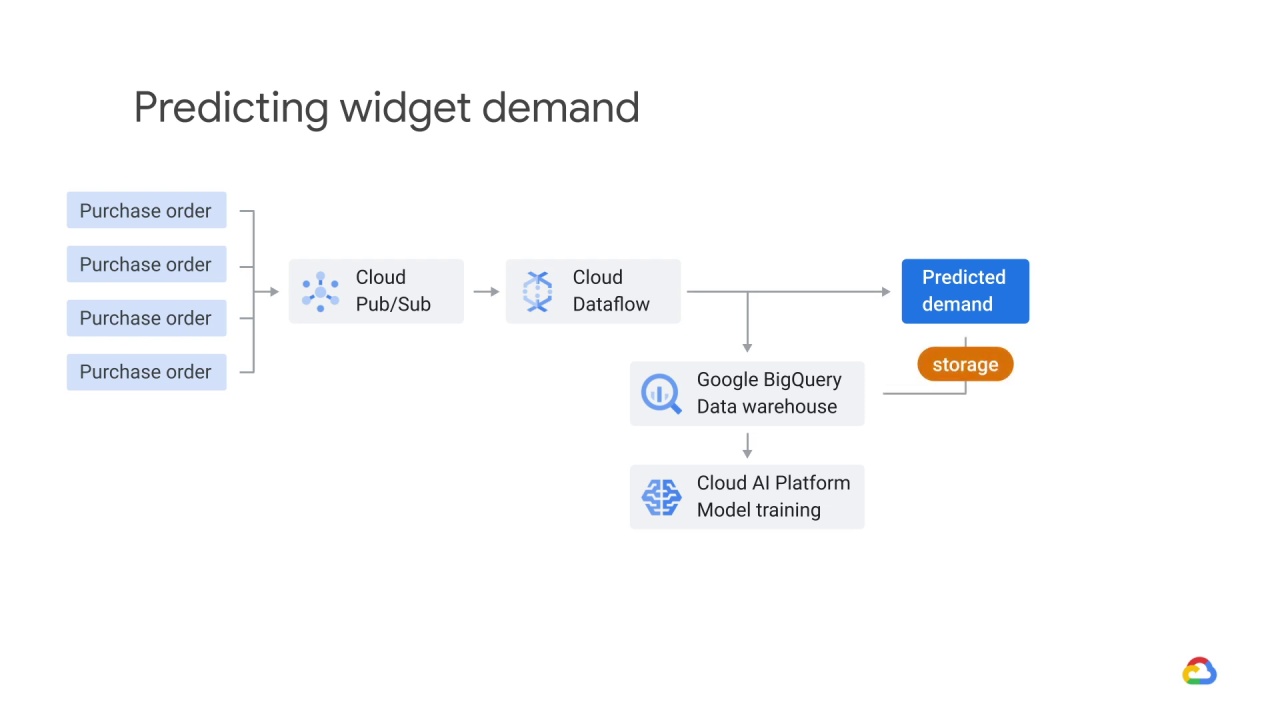 Predicting widget demand
Purchase order
Purchase order
Purchase order
Purchase order
Cloud
Pub/Sub
Cloud
Dataflow
Predicted
demand
storage
Google BigQuery
Data warehouse
Cloud AI Platform
Model training